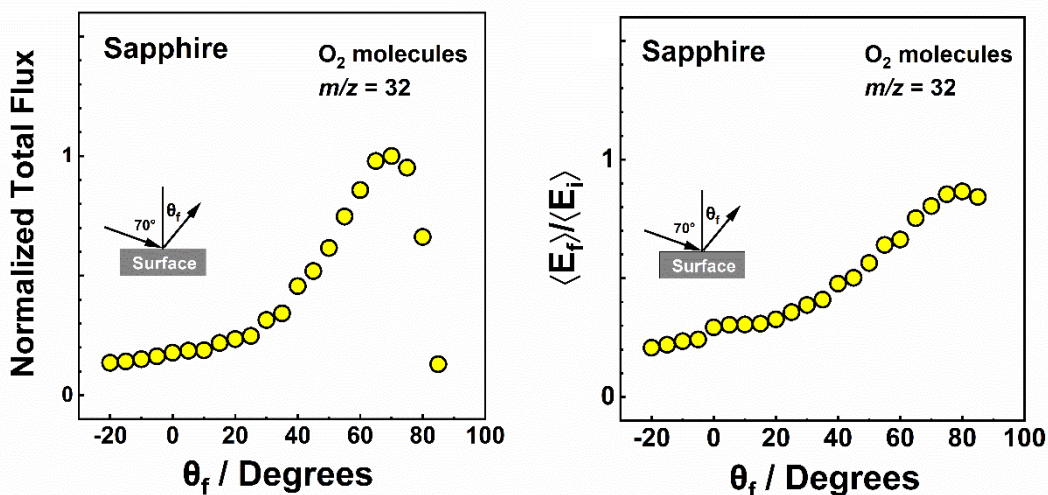 Normalized Total Flux
Sapphire
O₂ molecules
m/z = 32
1
0
70°
θf
Surface
-20 0 20 40 60 80 100
θf / Degrees
⟨Ef⟩/⟨Ei⟩
Sapphire
O₂ molecules
m/z = 32
1
0
70°
θf
Surface
-20 0 20 40 60 80 100
θf / Degrees